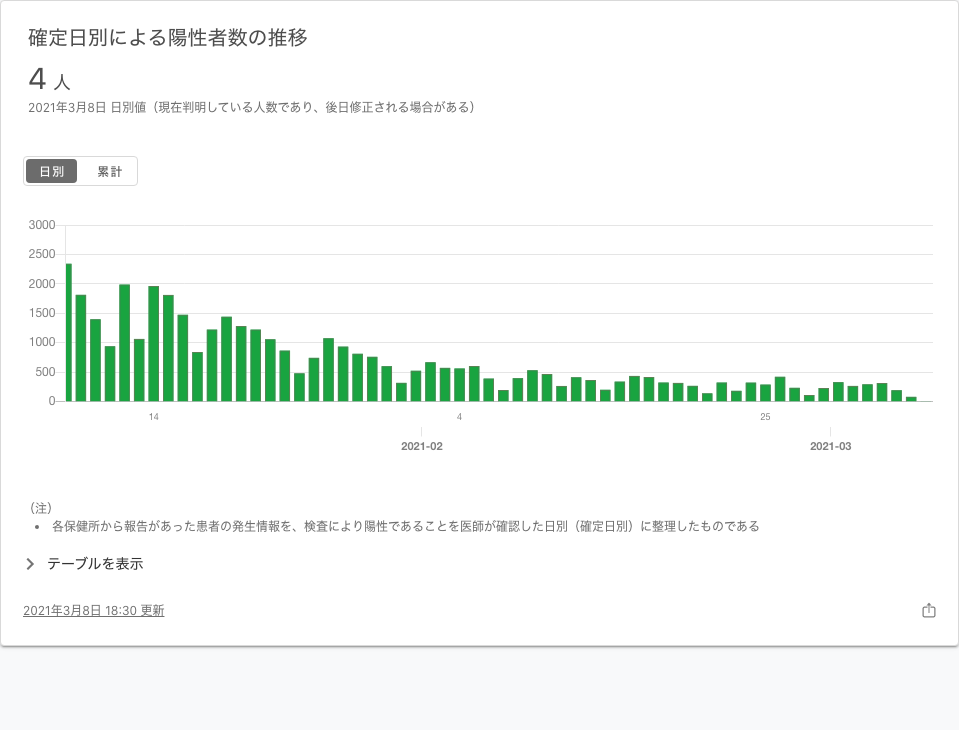 確定日別による陽性者数の推移
4 人
2021年3月8日 日別値（現在判明している人数であり、後日修正される場合がある）
日別 累計
3000
2500
2000
1500
1000
500
0
14 4 25
2021-02 2021-03
（注）
• 各保健所から報告があった患者の発生情報を、検査により陽性であることを医師が確認した日別（確定日別）に整理したものである
テーブルを表示
2021年3月8日 18:30 更新